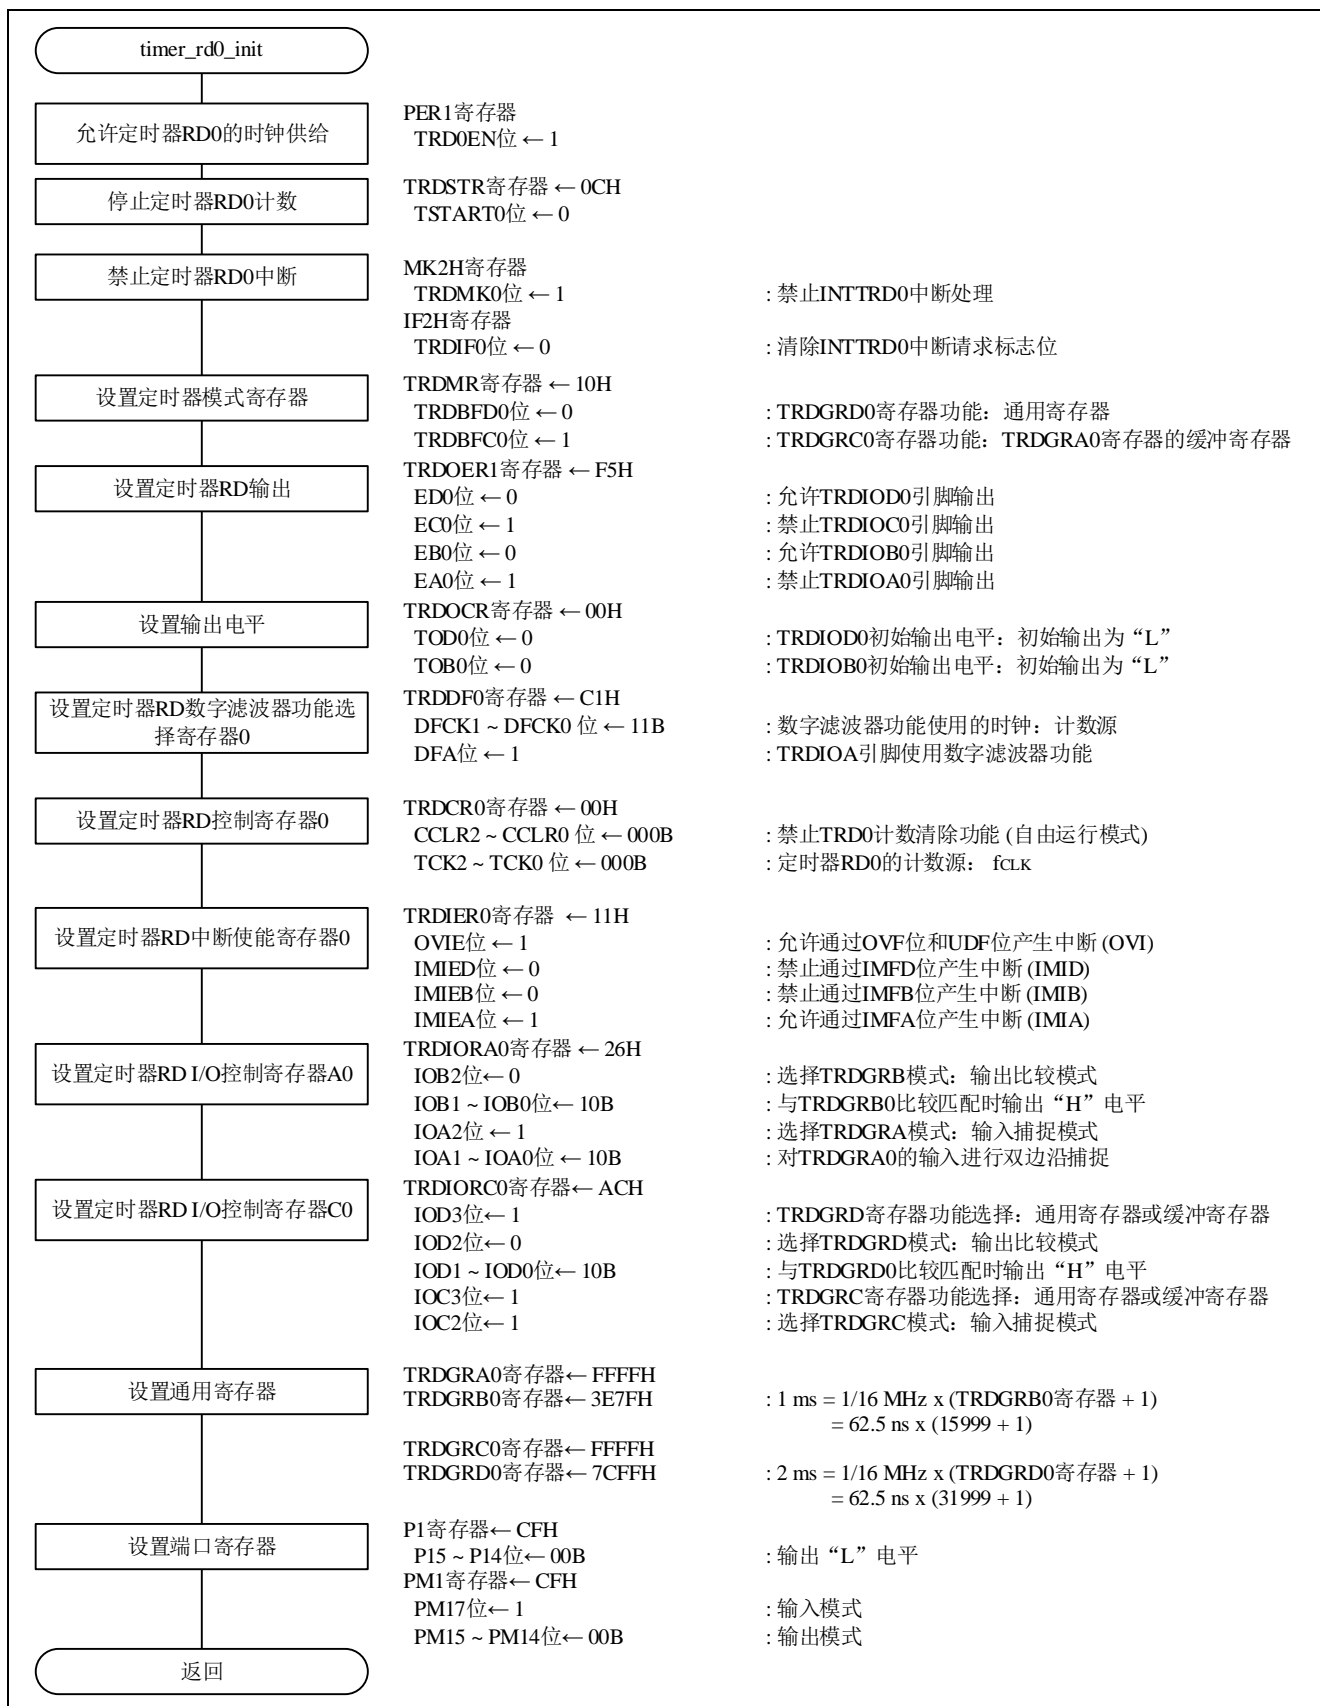 timer_rd0_init
允许定时器RD0的时钟供给
PER1寄存器
TRD0EN位 ← 1
停止定时器RD0计数
TRDSTR寄存器 ← 0CH
TSTART0位 ← 0
禁止定时器RD0中断
MK2H寄存器
TRDMK0位 ← 1 : 禁止INTTRD0中断处理
IF2H寄存器
TRDIF0位 ← 0 : 清除INTTRD0中断请求标志位
设置定时器模式寄存器
TRDMR寄存器 ← 10H
TRDBFD0位 ← 0 : TRDGRD0寄存器功能：通用寄存器
TRDBFC0位 ← 1 : TRDGRC0寄存器功能：TRDGRA0寄存器的缓冲寄存器
设置定时器RD输出
TRDOER1寄存器 ← F5H
ED0位 ← 0 : 允许TRDIOD0引脚输出
EC0位 ← 1 : 禁止TRDIOC0引脚输出
EB0位 ← 0 : 允许TRDIOB0引脚输出
EA0位 ← 1 : 禁止TRDIOA0引脚输出
设置输出电平
TRDOCR寄存器 ← 00H
TOD0位 ← 0 : TRDIOD0初始输出电平：初始输出为“L”
TOB0位 ← 0 : TRDIOB0初始输出电平：初始输出为“L”
设置定时器RD数字滤波器功能选
择寄存器0
TRDDF0寄存器 ← C1H
DFCK1 ~ DFCK0 位 ← 11B : 数字滤波器功能使用的时钟：计数源
DFA位 ← 1 : TRDIOA引脚使用数字滤波器功能
设置定时器RD控制寄存器0
TRDCR0寄存器 ← 00H
CCLR2 ~ CCLR0 位 ← 000B : 禁止TRD0计数清除功能 (自由运行模式)
TCK2 ~ TCK0 位 ← 000B : 定时器RD0的计数源： fCLK
设置定时器RD中断使能寄存器0
TRDIER0寄存器 ← 11H
OVIE位 ← 1 : 允许通过OVF位和UDF位产生中断 (OVI)
IMIED位 ← 0 : 禁止通过IMFD位产生中断 (IMID)
IMIEB位 ← 0 : 禁止通过IMFB位产生中断 (IMIB)
IMIEA位 ← 1 : 允许通过IMFA位产生中断 (IMIA)
设置定时器RD I/O控制寄存器A0
TRDIORA0寄存器 ← 26H
IOB2位← 0 : 选择TRDGRB模式：输出比较模式
IOB1 ~ IOB0位← 10B : 与TRDGRB0比较匹配时输出“H”电平
IOA2位 ← 1 : 选择TRDGRA模式：输入捕捉模式
IOA1 ~ IOA0位 ← 10B : 对TRDGRA0的输入进行双边沿捕捉
设置定时器RD I/O控制寄存器C0
TRDIORC0寄存器← ACH
IOD3位← 1 : TRDGRD寄存器功能选择：通用寄存器或缓冲寄存器
IOD2位← 0 : 选择TRDGRD模式：输出比较模式
IOD1 ~ IOD0位← 10B : 与TRDGRD0比较匹配时输出“H”电平
IOC3位← 1 : TRDGRC寄存器功能选择：通用寄存器或缓冲寄存器
IOC2位← 1 : 选择TRDGRC模式：输入捕捉模式
设置通用寄存器
TRDGRA0寄存器← FFFFH
TRDGRB0寄存器← 3E7FH : 1 ms = 1/16 MHz x (TRDGRB0寄存器 + 1)
= 62.5 ns x (15999 + 1)
TRDGRC0寄存器← FFFFH
TRDGRD0寄存器← 7CFFH : 2 ms = 1/16 MHz x (TRDGRD0寄存器 + 1)
= 62.5 ns x (31999 + 1)
设置端口寄存器
P1寄存器← CFH
P15 ~ P14位← 00B : 输出“L”电平
PM1寄存器← CFH
PM17位← 1 : 输入模式
PM15 ~ PM14位← 00B : 输出模式
返回